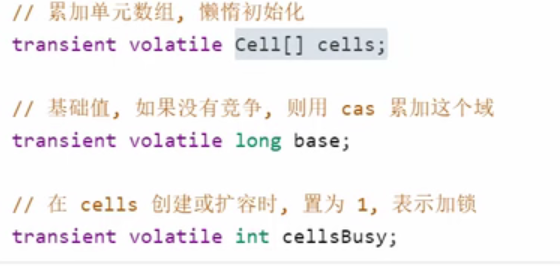 // 累加单元数组, 懒惰初始化
transient volatile Cell[] cells;
// 基础值, 如果没有竞争, 则用 cas 累加这个域
transient volatile long base;
// 在 cells 创建或扩容时, 置为 1, 表示加锁
transient volatile int cellsBusy;